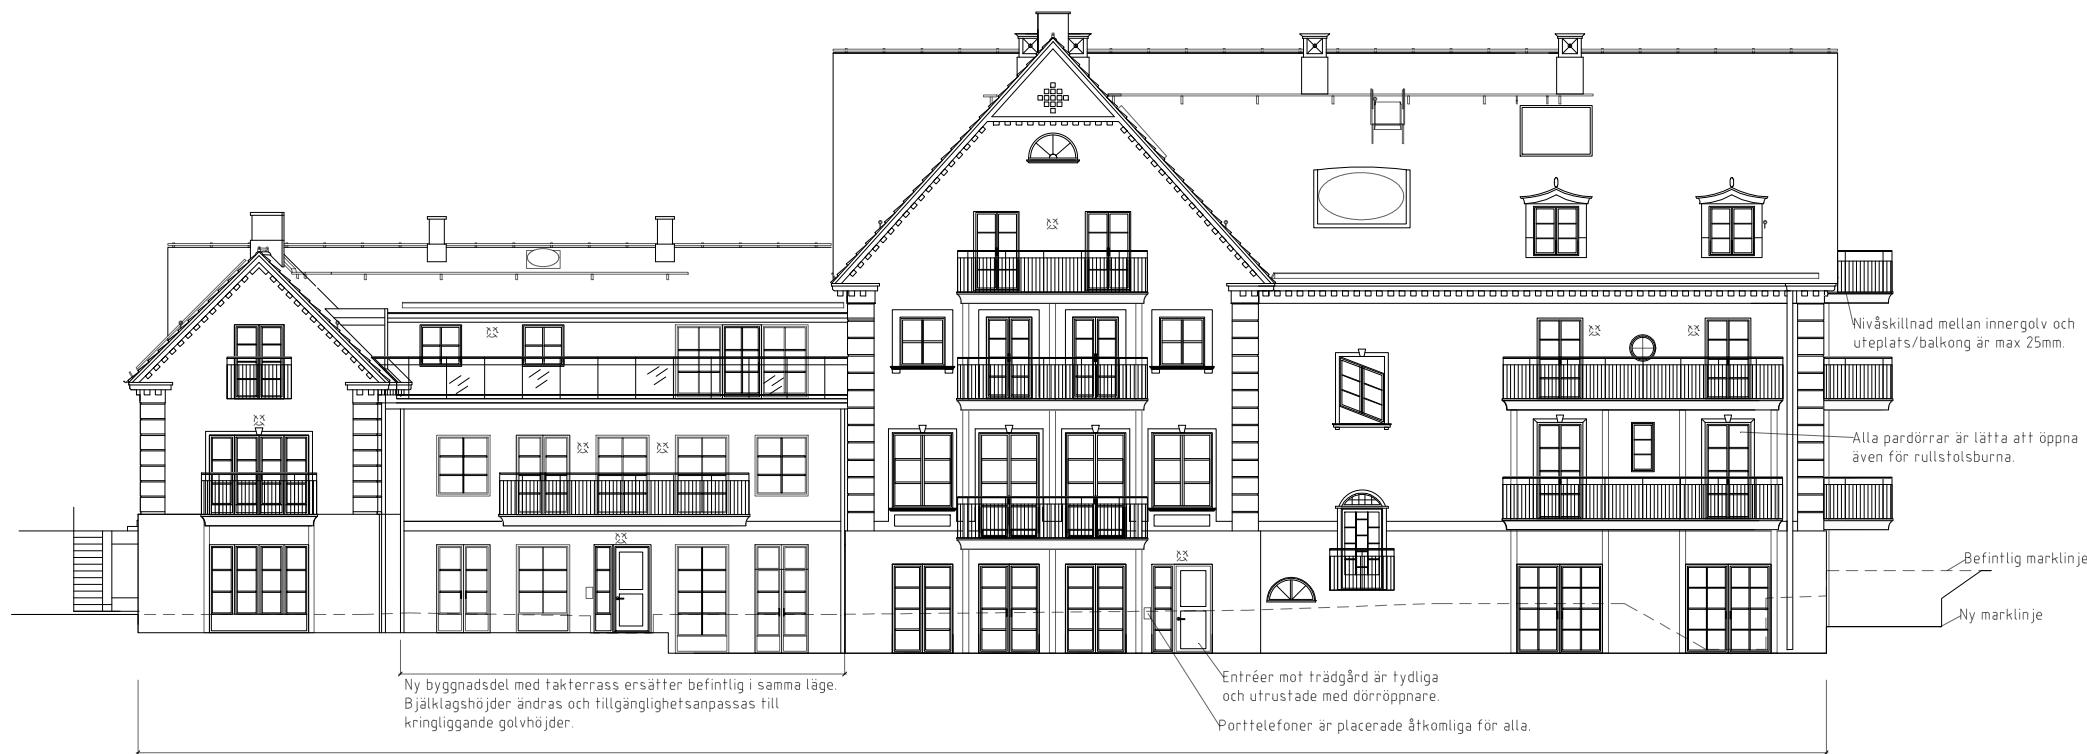 Nivåskillnad mellan innergolv och
uteplats/balkong är max 25mm.
Alla pardörrar är lätta att öppna
även för rullstolsburna.
Befintlig marklinje
Ny marklinje
Entréer mot trädgård är tydliga
och utrustade med dörröppnare.
Ny byggnadsdel med takterrass ersätter befintlig i samma läge.
Bjälklagshöjder ändras och tillgänglighetsanpassas till
kringliggande golvhöjder.
Porttelefoner är placerade åtkomliga för alla.